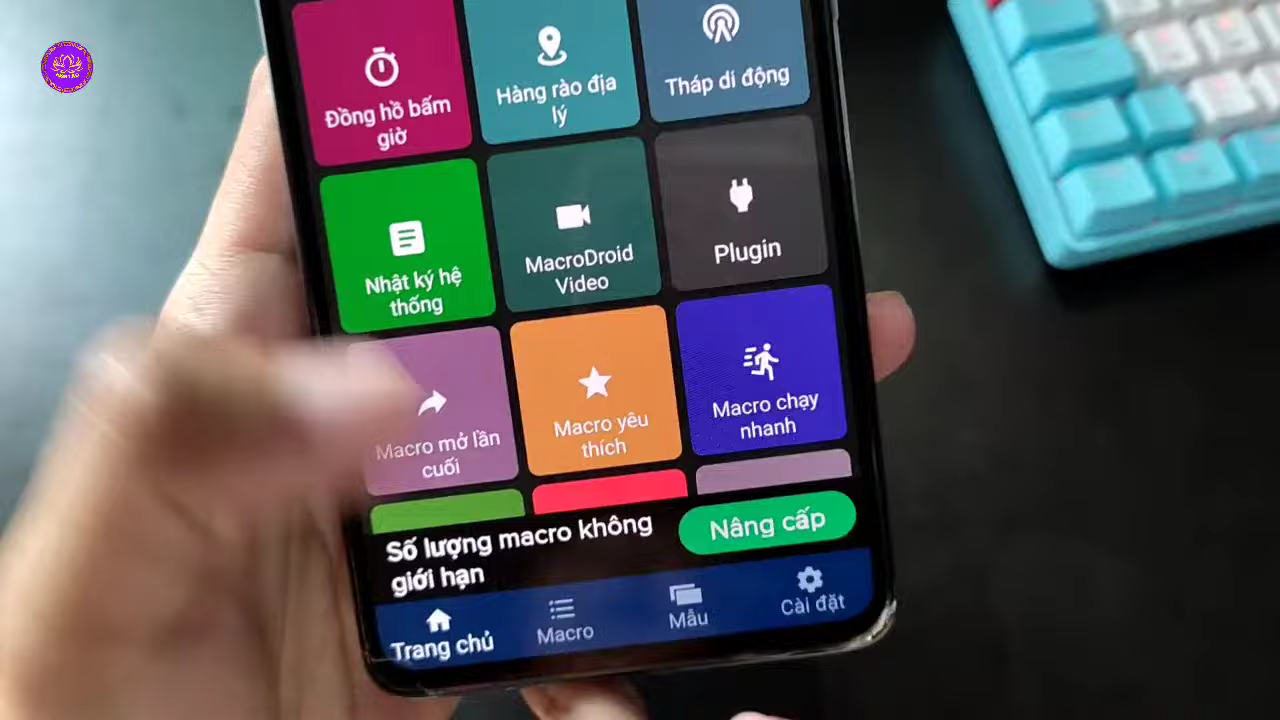 Đồng hồ bấm
giờ
Hàng rào địa
lý
Tháp di động
Nhật ký hệ
thống
MacroDroid
Video
Plugin
Macro mở lần
cuối
Macro yêu
thích
Macro chạy
nhanh
Số lượng macro không
giới hạn
Nâng cấp
Trang chủ
Macro
Mẫu
Cài đặt